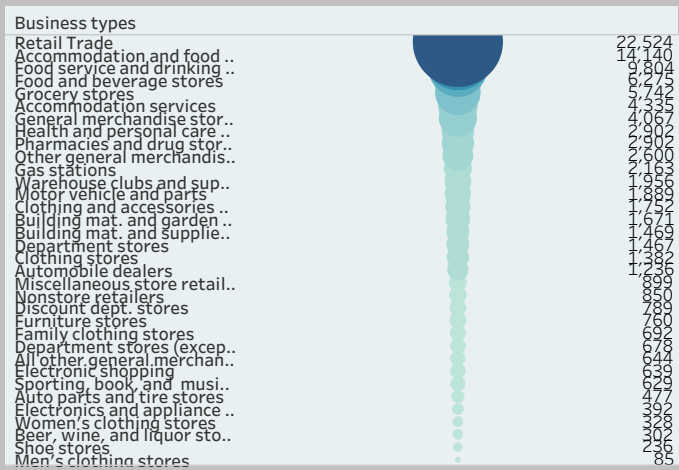 Business types
Retail Trade 22,524
Accommodation and food .. 14,140
Food service and drinking .. 9,804
Food and beverage stores 6,275
Grocery stores 5,742
Accommodation services 4,335
General merchandise stor.. 4,067
Health and personal care .. 2,902
Pharmacies and drug stor.. 2,902
Other general merchandis.. 2,600
Gas stations 2,163
Warehouse clubs and sup.. 1,956
Motor vehicle and parts 1,889
Clothing and accessories .. 1,752
Building mat. and garden .. 1,671
Building mat. and supplie.. 1,469
Department stores 1,467
Clothing stores 1,382
Automobile dealers 1,236
Miscellaneous store retail.. 899
Nonstore retailers 850
Discount dept. stores 789
Furniture stores 760
Family clothing stores 692
Department stores (excep.. 678
All other general merchan.. 644
Electronic shopping 639
Sporting, book, and musi.. 629
Auto parts and tire stores 477
Electronics and appliance .. 392
Women's clothing stores 328
Beer, wine, and liquor sto.. 302
Shoe stores 236
Men's clothing stores 85